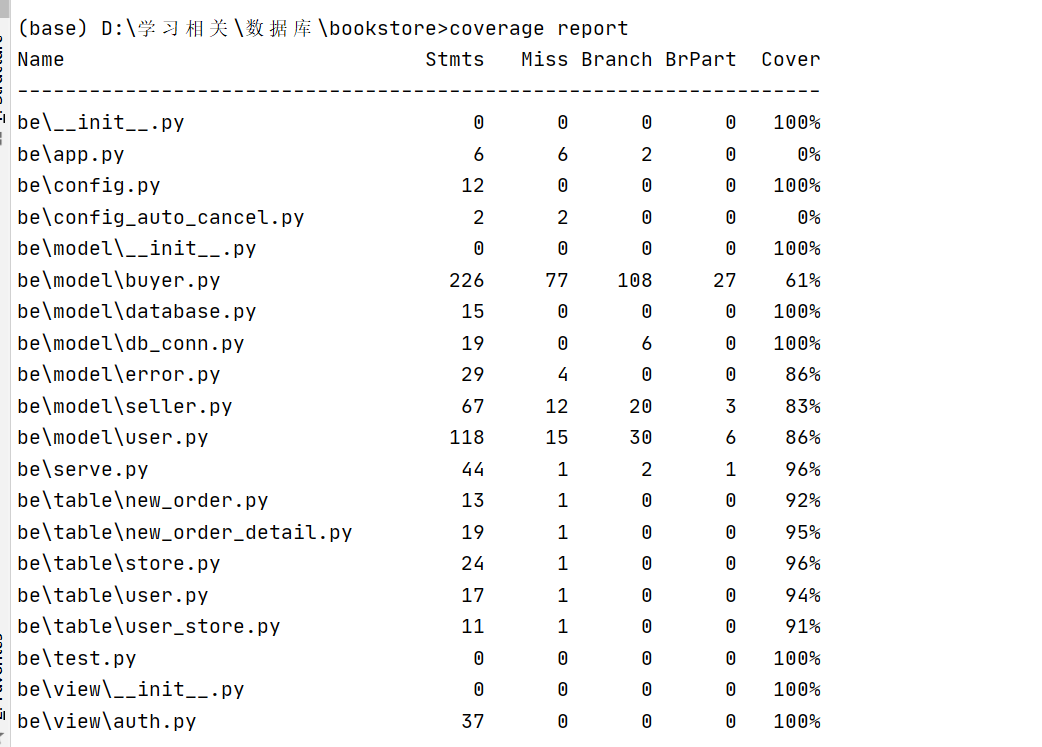 (base) D:\学习相关\数据库\bookstore>coverage report
Name Stmts Miss Branch BrPart Cover
-------------------------------------------------------------------
be\__init__.py 0 0 0 0 100%
be\app.py 6 6 2 0 0%
be\config.py 12 0 0 0 100%
be\config_auto_cancel.py 2 2 0 0 0%
be\model\__init__.py 0 0 0 0 100%
be\model\buyer.py 226 77 108 27 61%
be\model\database.py 15 0 0 0 100%
be\model\db_conn.py 19 0 6 0 100%
be\model\error.py 29 4 0 0 86%
be\model\seller.py 67 12 20 3 83%
be\model\user.py 118 15 30 6 86%
be\serve.py 44 1 2 1 96%
be\table\new_order.py 13 1 0 0 92%
be\table\new_order_detail.py 19 1 0 0 95%
be\table\store.py 24 1 0 0 96%
be\table\user.py 17 1 0 0 94%
be\table\user_store.py 11 1 0 0 91%
be\test.py 0 0 0 0 100%
be\view\__init__.py 0 0 0 0 100%
be\view\auth.py 37 0 0 0 100%